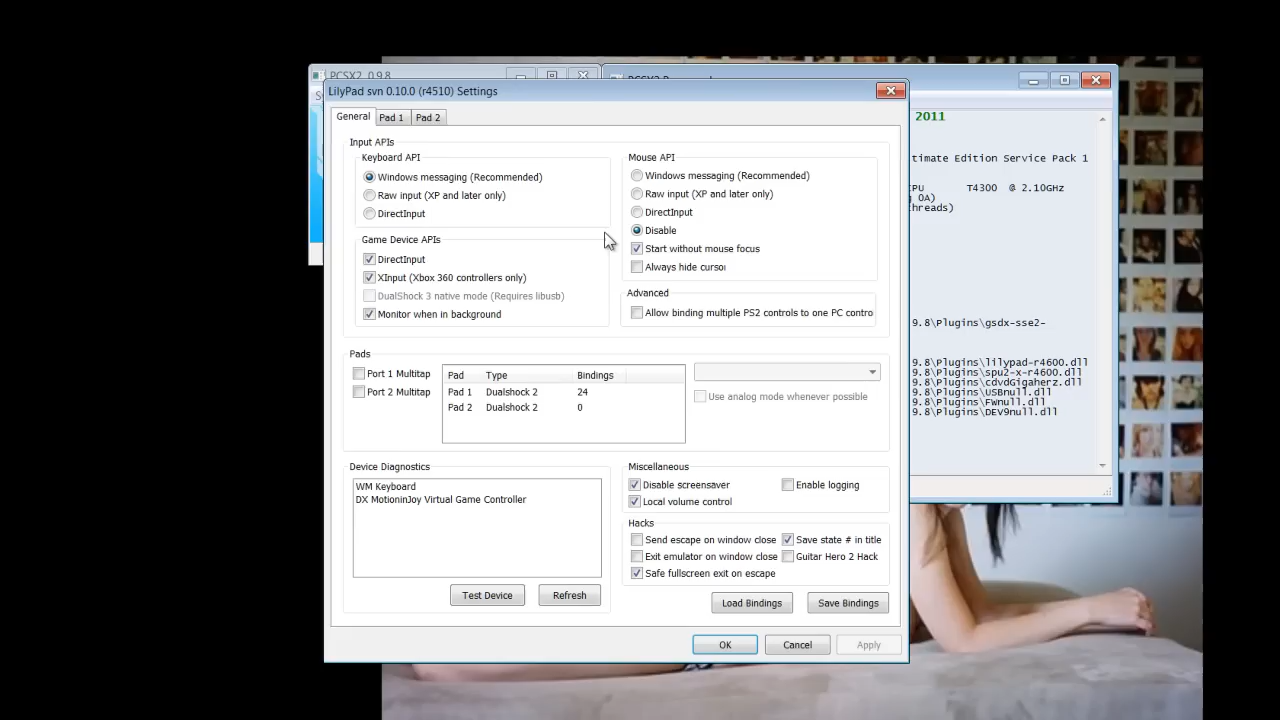 PCSX2 0.9.8
LilyPad svn 0.10.0 (r4510) Settings
General
Pad 1
Pad 2
Input APIs
Keyboard API
Windows messaging (Recommended)
Raw input (XP and later only)
DirectInput
Game Device APIs
DirectInput
XInput (Xbox 360 controllers only)
DualShock 3 native mode (Requires libusb)
Monitor when in background
Mouse API
Windows messaging (Recommended)
Raw input (XP and later only)
DirectInput
Disable
Start without mouse focus
Always hide cursor
Advanced
Allow binding multiple PS2 controls to one PC contro
Pads
Port 1 Multitap
Port 2 Multitap
Pad Type Bindings
Pad 1 Dualshock 2 24
Pad 2 Dualshock 2 0
Use analog mode whenever possible
Device Diagnostics
WM Keyboard
DX MotioninJoy Virtual Game Controller
Test Device
Refresh
Miscellaneous
Disable screensaver
Enable logging
Local volume control
Hacks
Send escape on window close
Save state # in title
Exit emulator on window close
Guitar Hero 2 Hack
Safe fullscreen exit on escape
Load Bindings
Save Bindings
OK
Cancel
Apply
2011
timate Edition Service Pack 1
PU T4300 @ 2.10GHz
g 0A)
hreads)
9.8\Plugins\gsdx-sse2-
9.8\Plugins\lilypad-r4600.dll
9.8\Plugins\spu2-x-r4600.dll
9.8\Plugins\cdvdGigaherz.dll
9.8\Plugins\USBnull.dll
9.8\Plugins\FWnull.dll
9.8\Plugins\DEV9null.dll